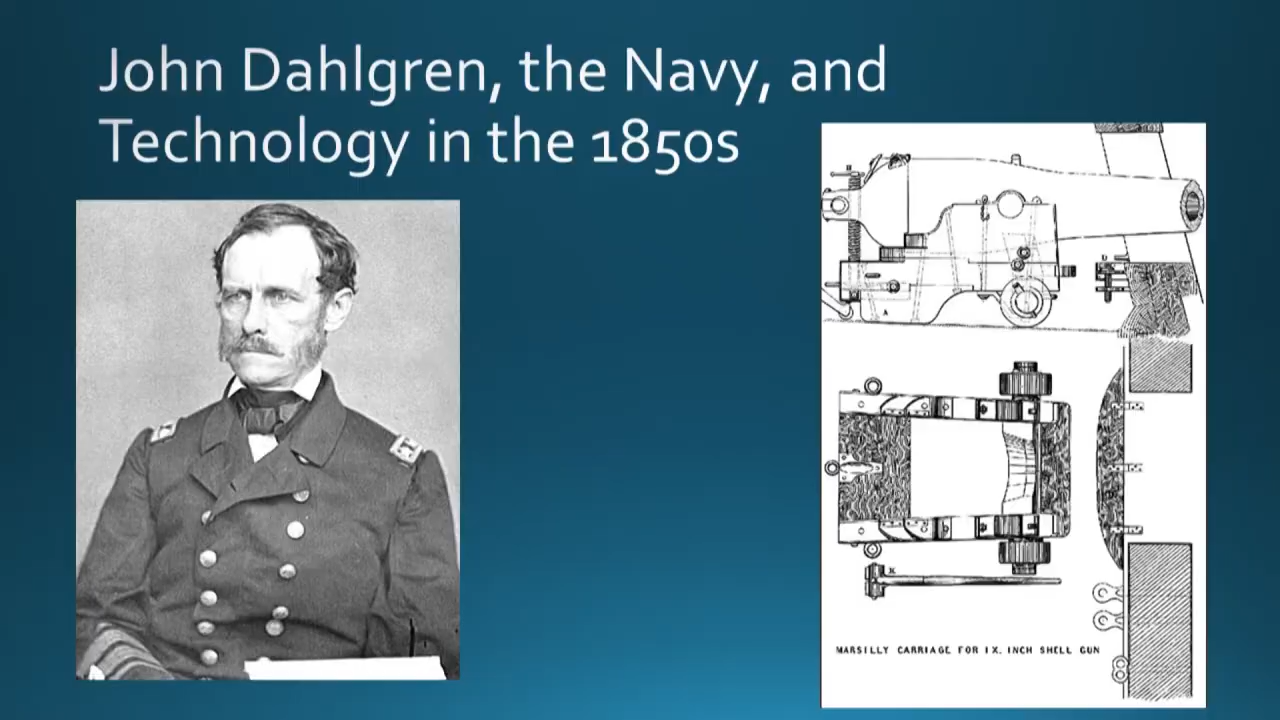 John Dahlgren, the Navy, and
Technology in the 1850s
MARSILLY CARRIAGE FOR IX. INCH SHELL GUN